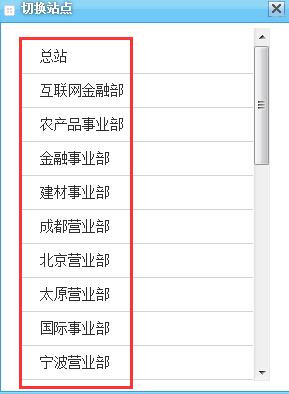 切换站点
总站
互联网金融部
农产品事业部
金融事业部
建材事业部
成都营业部
北京营业部
太原营业部
国际事业部
宁波营业部